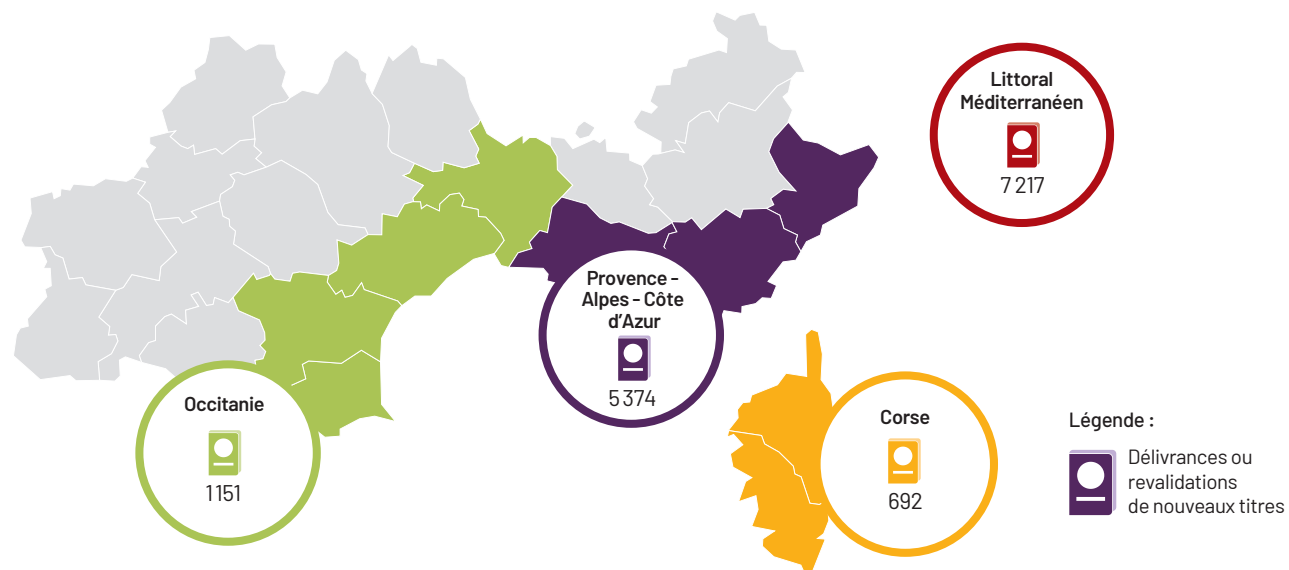 Littoral
Méditerranéen
7 217
Provence -
Alpes - Côte
d'Azur
5 374
Occitanie
1 151
Corse
692
Légende :
Délivrances ou
revalidations
de nouveaux titres